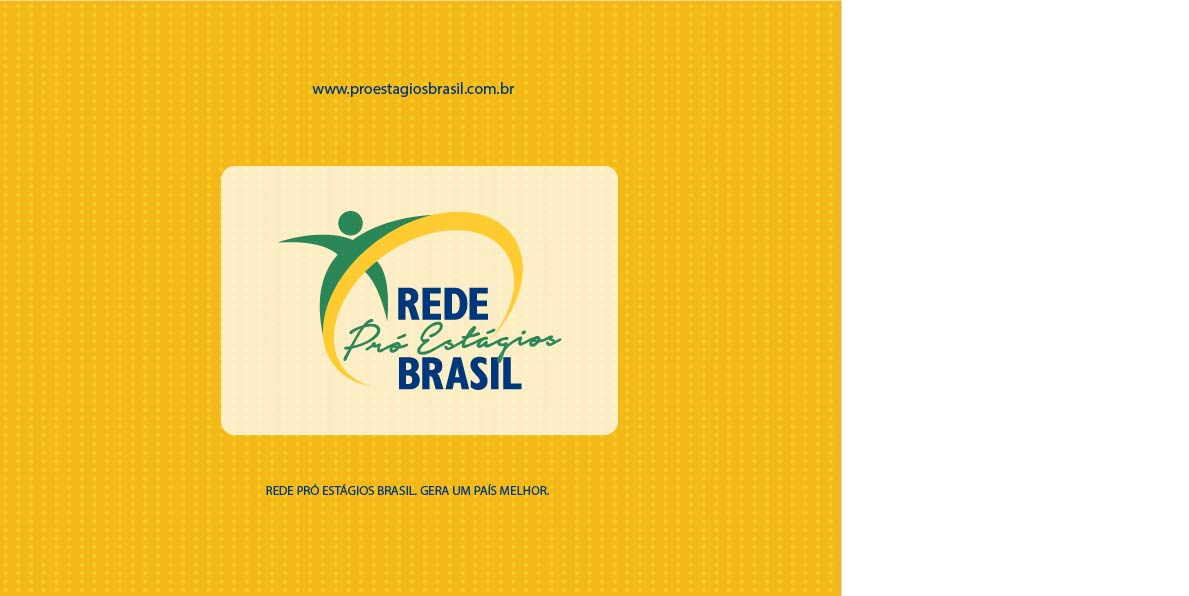 www.proestagiosbrasil.com.br
REDE
Pró Estágios
BRASIL
REDE PRÓ ESTÁGIOS BRASIL. GERA UM PAÍS MELHOR.